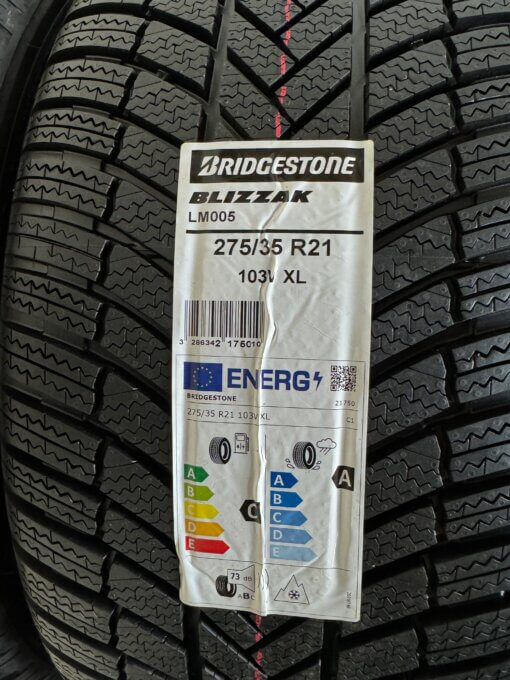 BRIDGESTONE
BLIZZAK
LM005
275/35 R21
103V XL
3 286342 17501
ENERG
BRIDGESTONE
21750
275/35 R21 103V XL
C1
A
B
C
D
E
C
A
B
C
D
E
A
73 dB
A B C